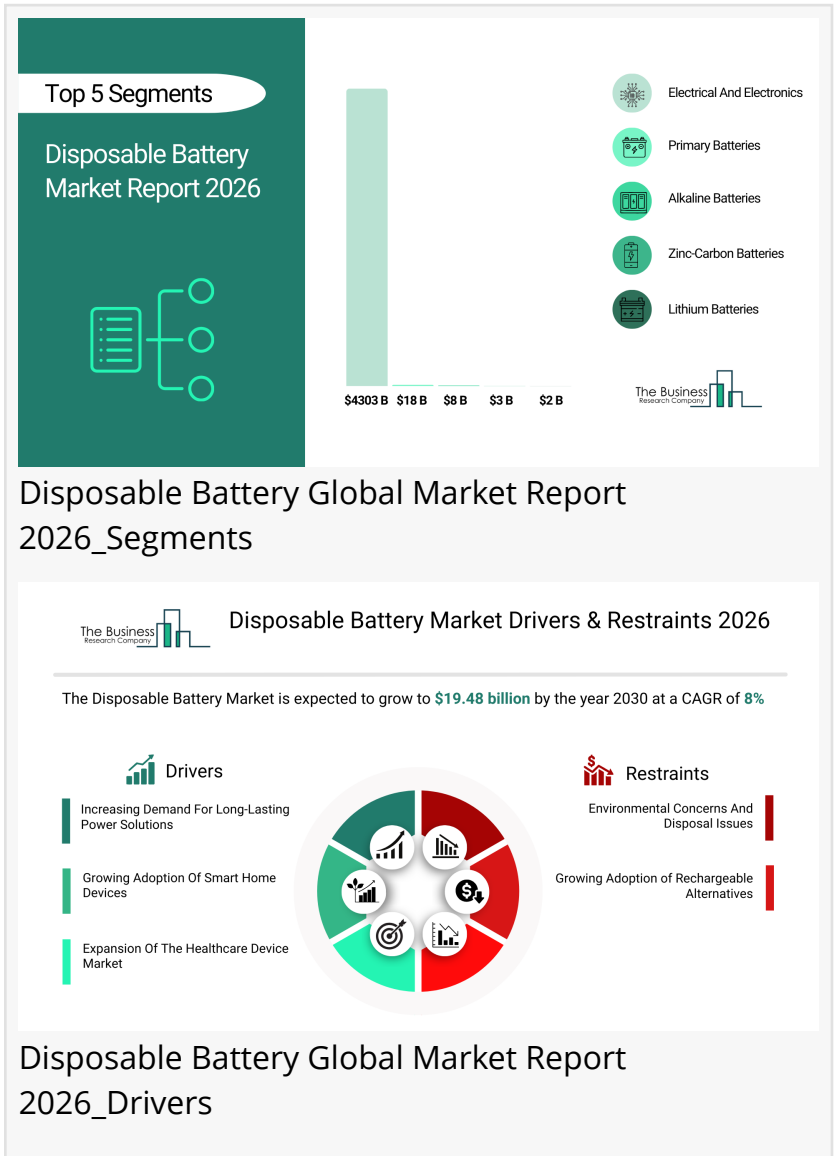 Top 5 Segments
Disposable Battery
Market Report 2026
$4303 B
$18 B
$8 B
$3 B
$2 B
Electrical And Electronics
Primary Batteries
Alkaline Batteries
Zinc-Carbon Batteries
Lithium Batteries
The Business
Research Company
Disposable Battery Global Market Report
2026_Segments
The Business
Research Company
Disposable Battery Market Drivers & Restraints 2026
The Disposable Battery Market is expected to grow to $19.48 billion by the year 2030 at a CAGR of 8%
Drivers
Increasing Demand For Long-Lasting
Power Solutions
Growing Adoption Of Smart Home
Devices
Expansion Of The Healthcare Device
Market
Restraints
Environmental Concerns And
Disposal Issues
Growing Adoption of Rechargeable
Alternatives
Disposable Battery Global Market Report
2026_Drivers